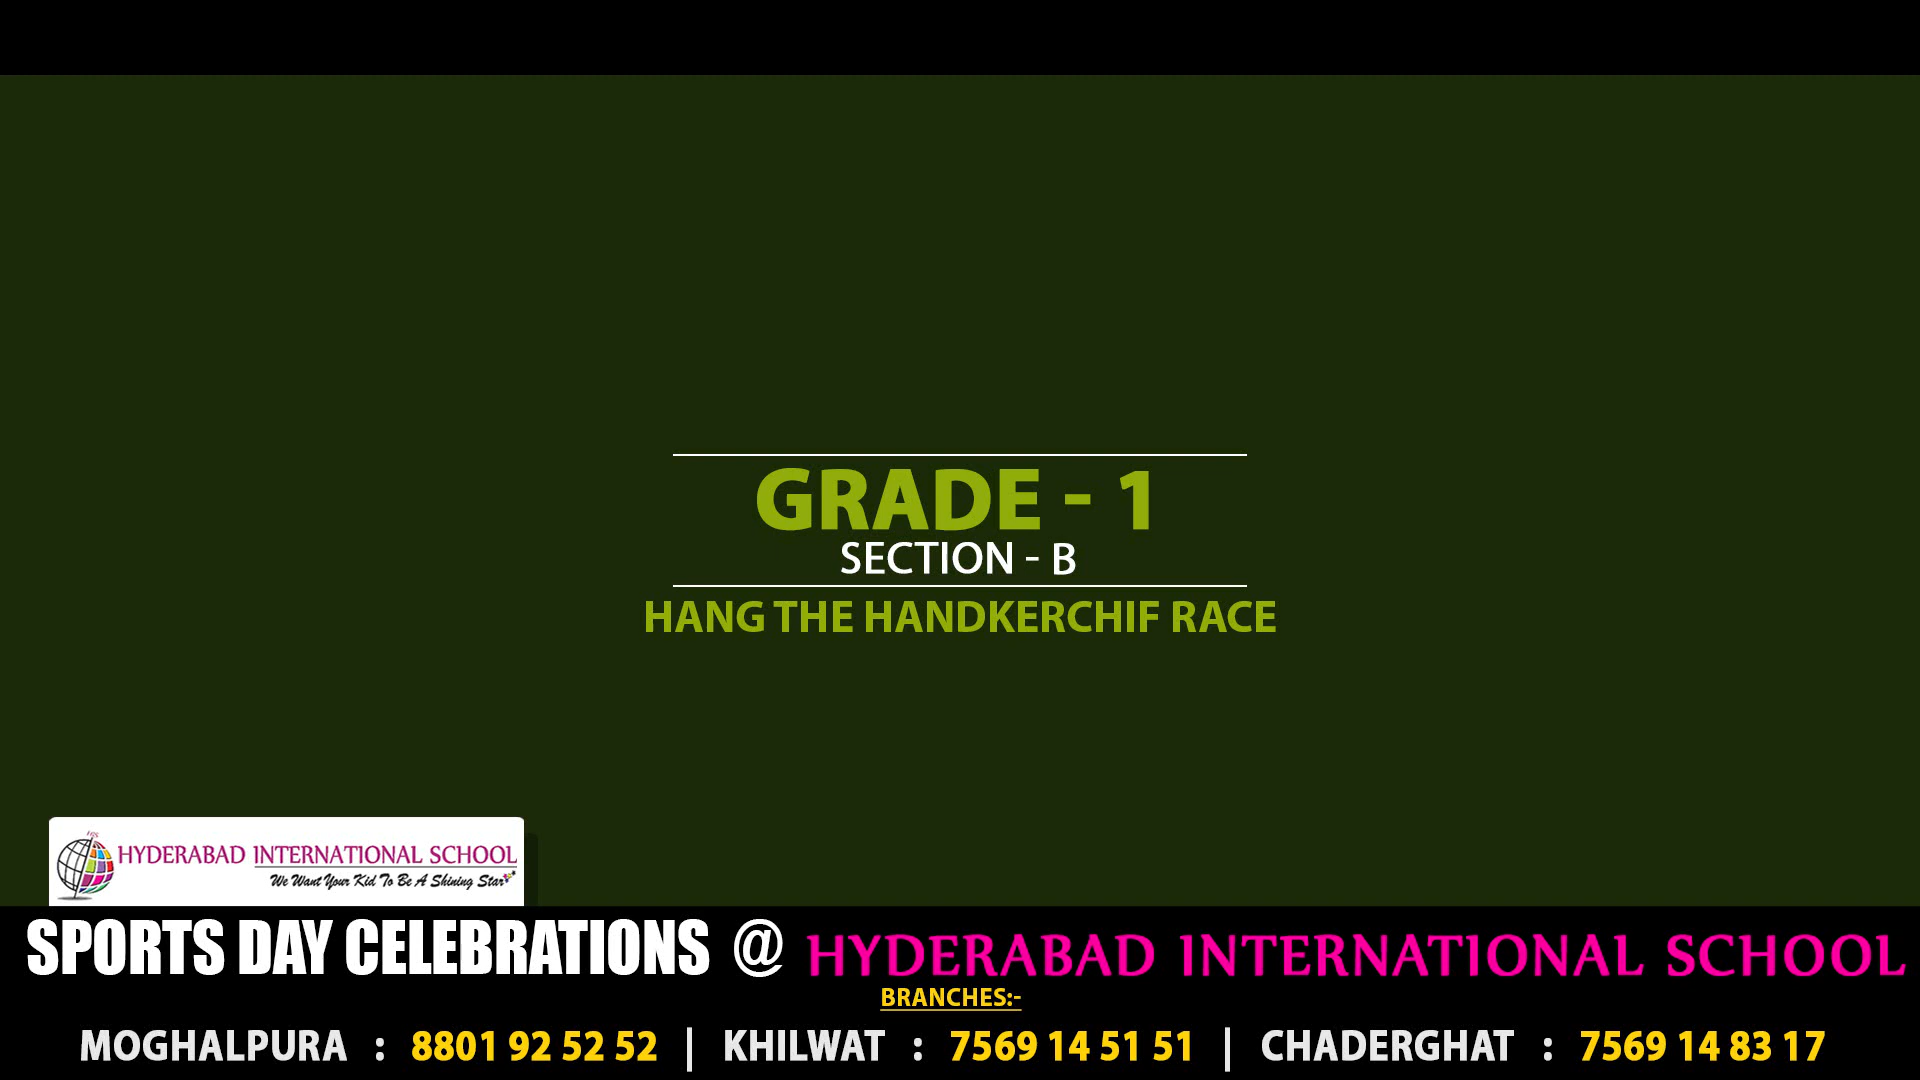 GRADE - 1
SECTION - B
HANG THE HANDKERCHIF RACE
HYDERABAD INTERNATIONAL SCHOOL
We Want Your Kid To Be A Shining Star
SPORTS DAY CELEBRATIONS @ HYDERABAD INTERNATIONAL SCHOOL
BRANCHES:-
MOGHALPURA : 8801 92 52 52 | KHILWAT : 7569 14 51 51 | CHADERGHAT : 7569 14 83 17